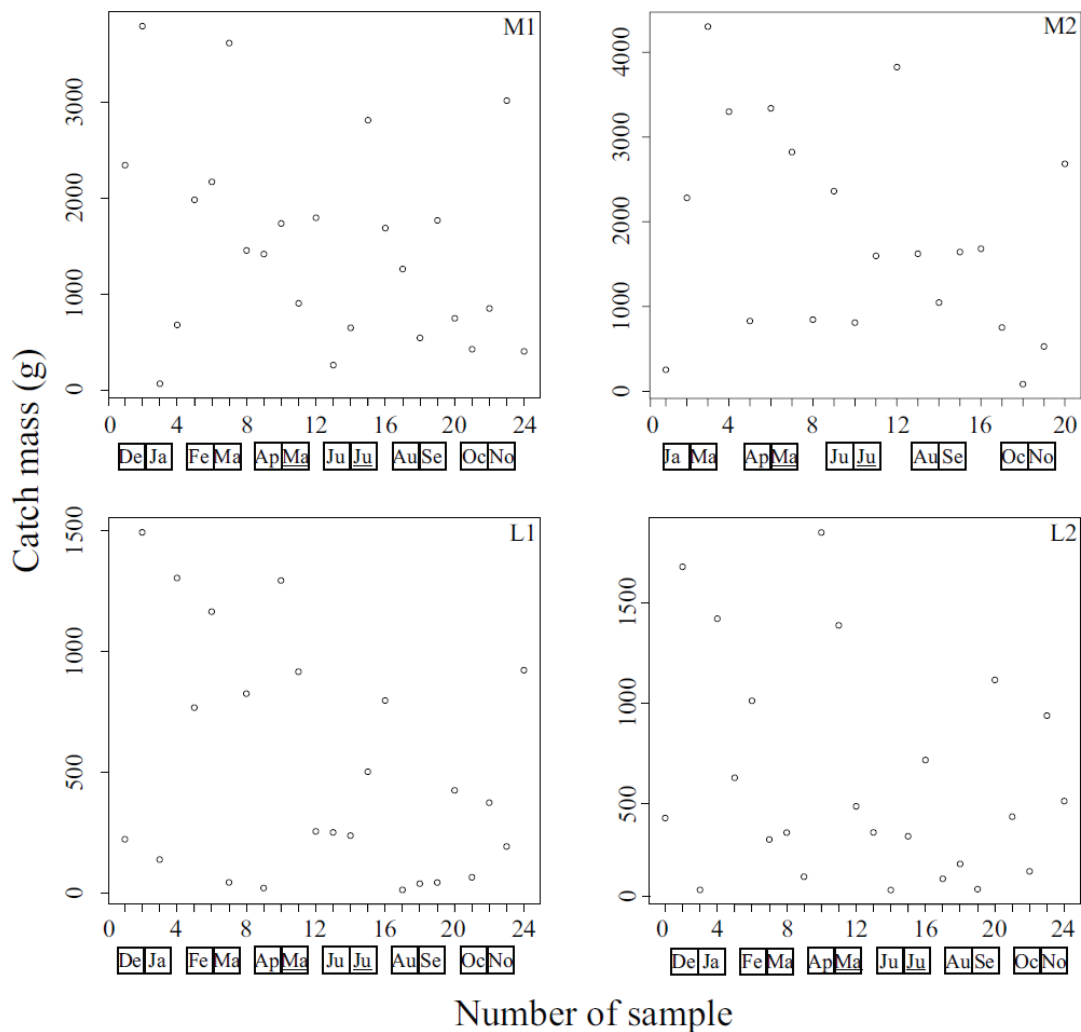 Catch mass (g)
M1
3000
2000
1000
0
0 4 8 12 16 20 24
De Ja Fe Ma Ap Ma Ju Ju Au Se Oc No
M2
4000
3000
2000
1000
0
0 4 8 12 16 20
Ja Ma Ap Ma Ju Ju Au Se Oc No
L1
1500
1000
500
0
0 4 8 12 16 20 24
De Ja Fe Ma Ap Ma Ju Ju Au Se Oc No
L2
1500
1000
500
0
0 4 8 12 16 20 24
De Ja Fe Ma Ap Ma Ju Ju Au Se Oc No
Number of sample